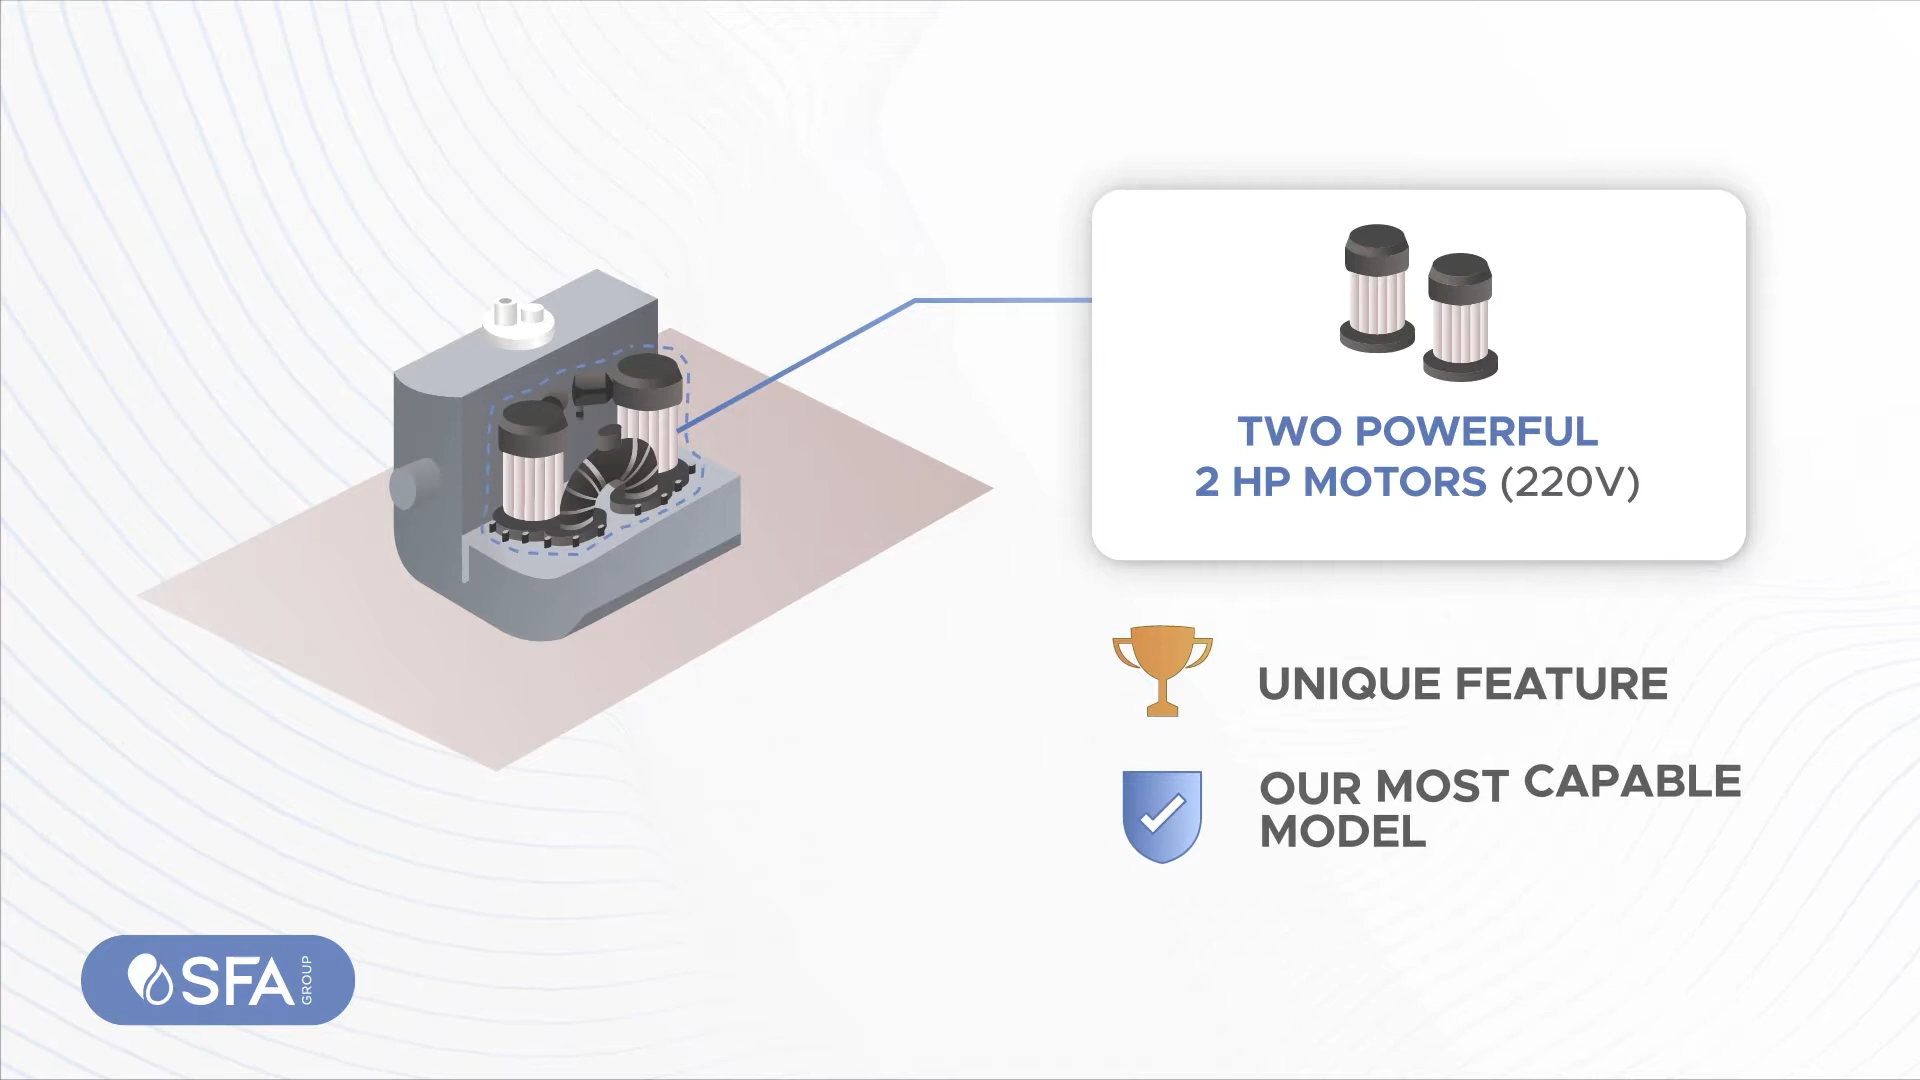 TWO POWERFUL
2 HP MOTORS (220V)
UNIQUE FEATURE
OUR MOST CAPABLE
MODEL
SFA GROUP